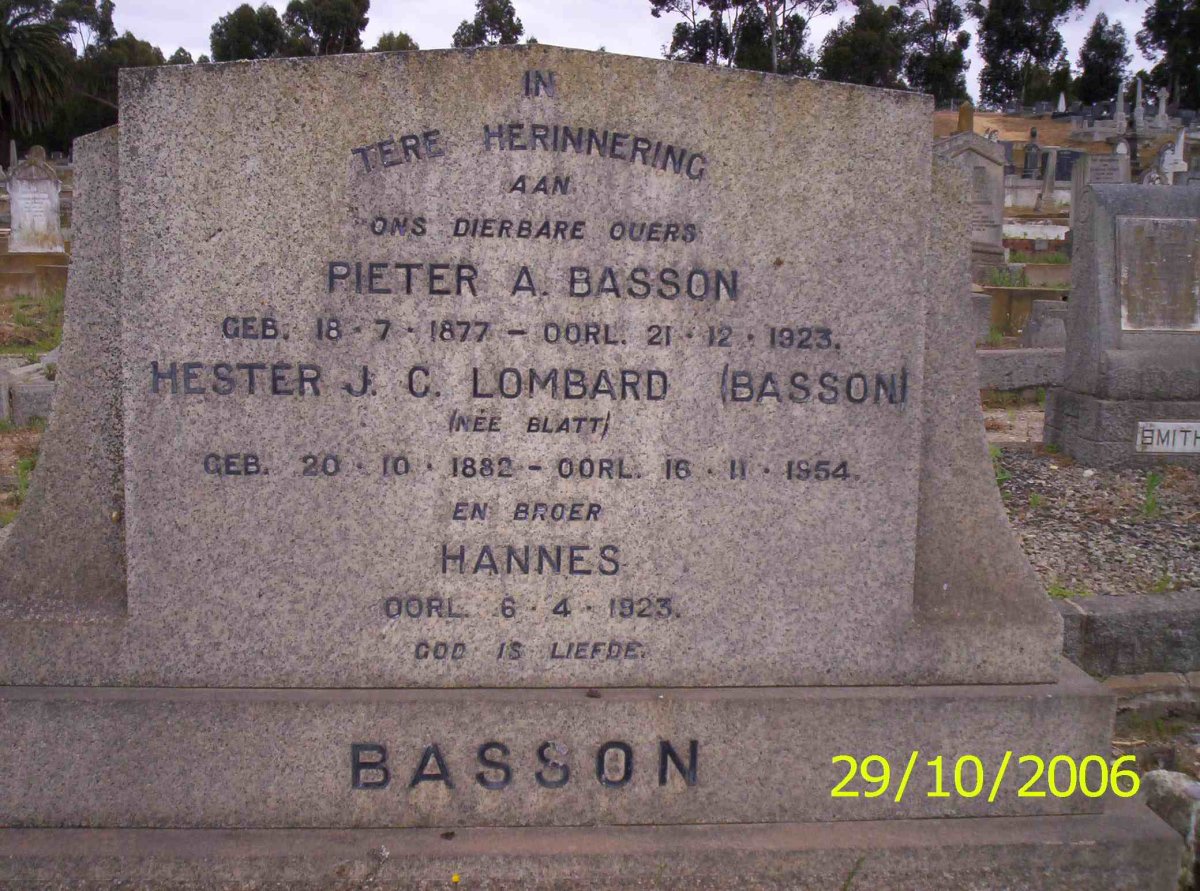 IN
TERE HERINNERING
AAN
ONS DIERBARE OUERS
PIETER A. BASSON
GEB. 18·7·1877 – OORL. 21·12·1923.
HESTER J. C. LOMBARD (BASSON)
(NÉE BLATT)
GEB. 20·10·1882 – OORL. 16·11·1954.
EN BROER
HANNES
OORL. 6·4·1923.
GOD IS LIEFDE.
BASSON
SMITH
29/10/2006